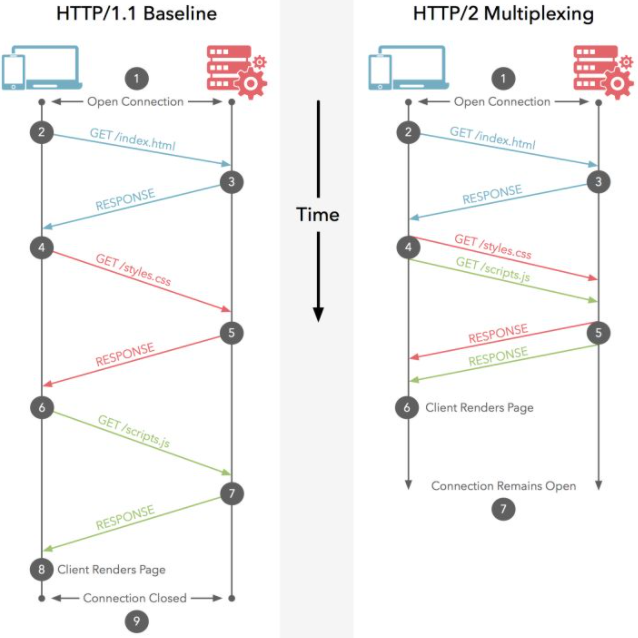 HTTP/1.1 Baseline
1
Open Connection
2
GET /index.html
3
RESPONSE
4
GET /styles.css
5
RESPONSE
6
GET /scripts.js
7
RESPONSE
8
Client Renders Page
Connection Closed
9
Time
HTTP/2 Multiplexing
1
Open Connection
2
GET /index.html
3
RESPONSE
4
GET /styles.css
GET /scripts.js
5
RESPONSE
RESPONSE
6
Client Renders Page
Connection Remains Open
7